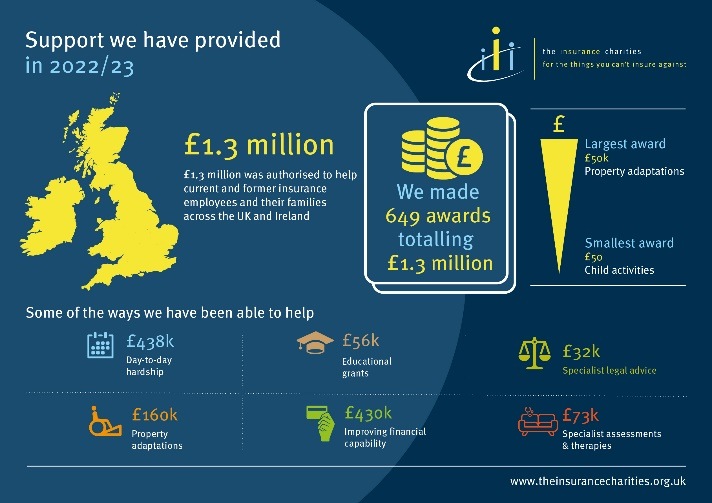 Support we have provided
in 2022/23
the insurance charities
for the things you can't insure against
£1.3 million
£1.3 million was authorised to help
current and former insurance
employees and their families
across the UK and Ireland
£
We made
649 awards
totalling
£1.3 million
£
Largest award
£50k
Property adaptations
Smallest award
£50
Child activities
Some of the ways we have been able to help
£438k
Day-to-day
hardship
£56k
Educational
grants
£32k
Specialist legal advice
£160k
Property
adaptations
£430k
Improving financial
capability
£73k
Specialist assessments
& therapies
www.theinsurancecharities.org.uk